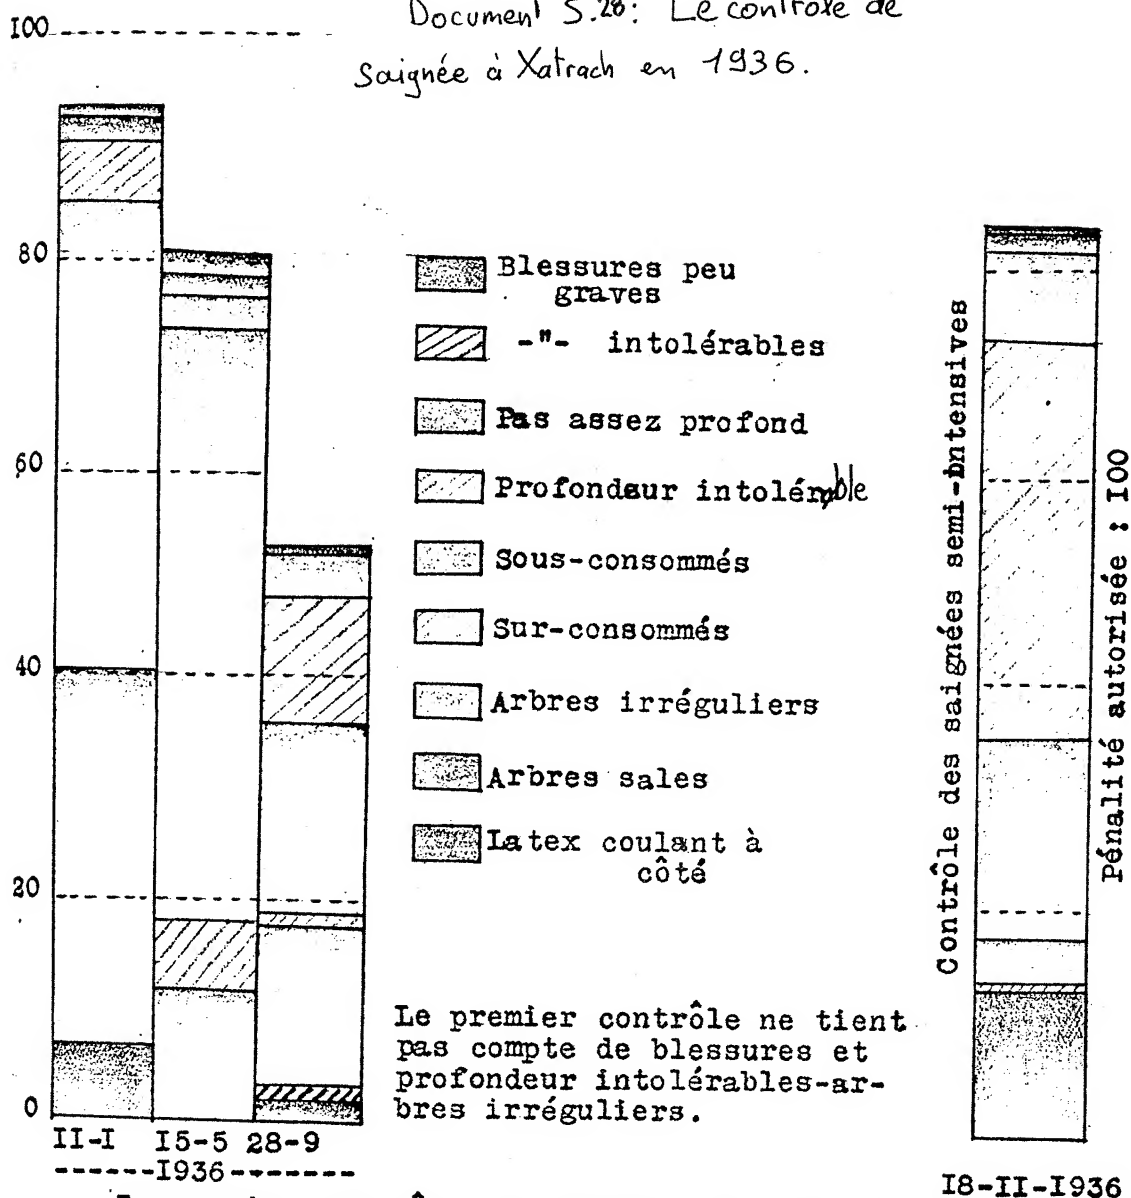 Document 5.28: Le controle de
Saignée à Xatrach en 1936.
I00
80
60
40
20
0
Blessures peu
graves
-"- intolérables
Pas assez profond
Profondeur intolérable
Sous-consommés
Sur-consommés
Arbres irréguliers
Arbres sales
Latex coulant à
côté
Le premier contrôle ne tient
pas compte de blessures et
profondeur intolérables-ar-
bres irréguliers.
II-I I5-5 28-9
------I936-------
Contrôle des saignées semi-intensives
Pénalité autorisée : I00
I8-II-I936